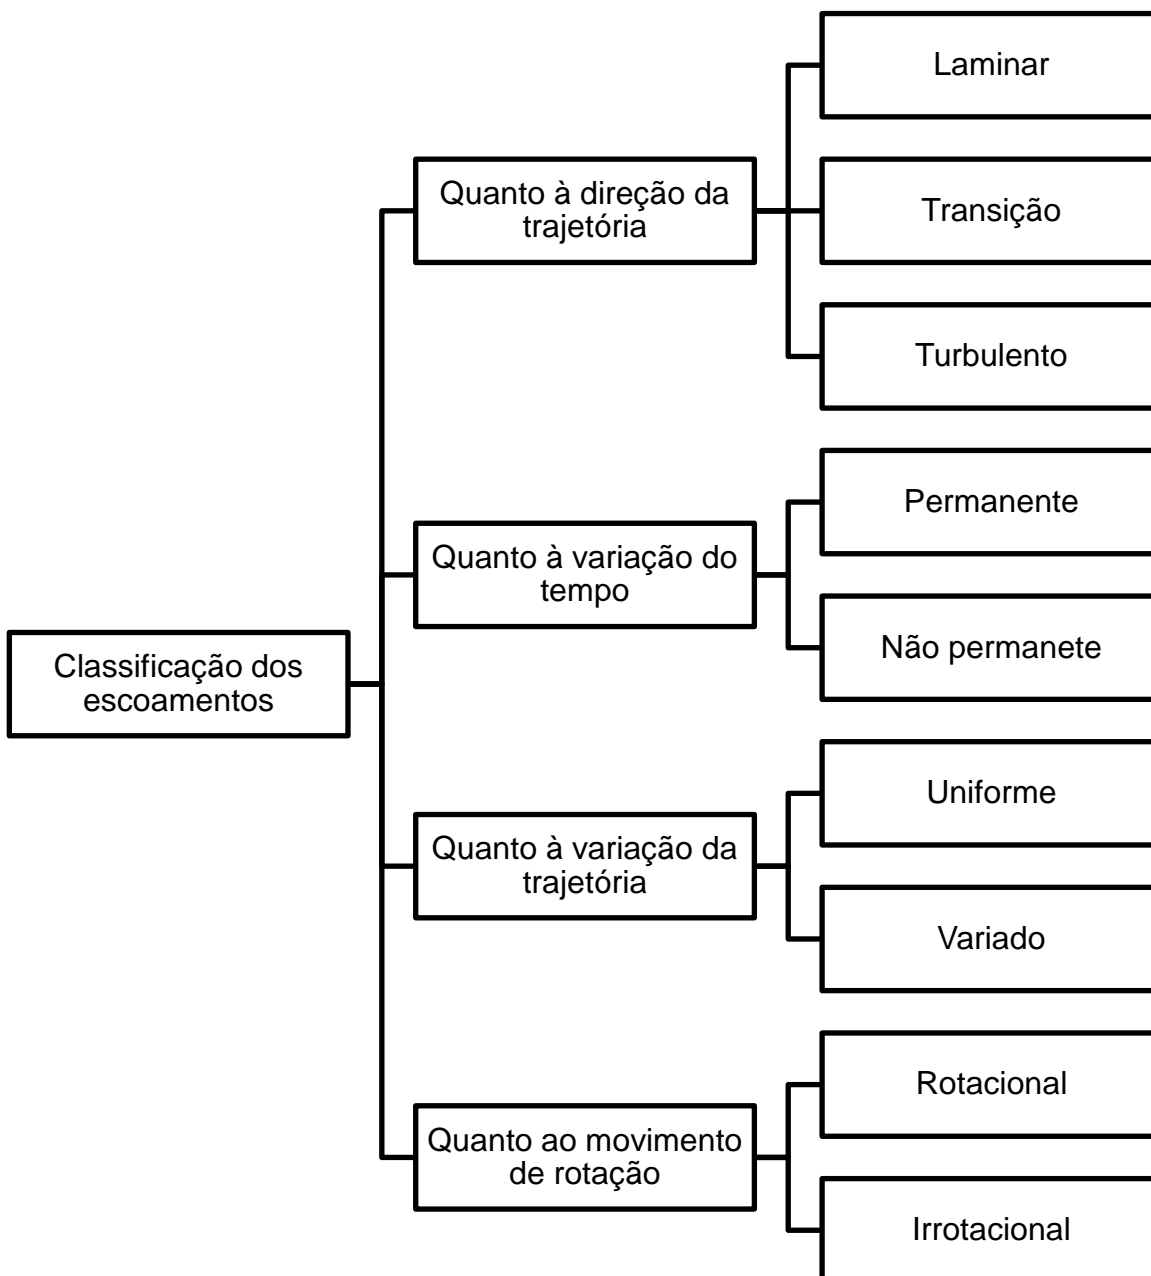 Classificação dos
escoamentos
Quanto à direção da
trajetória
Laminar
Transição
Turbulento
Quanto à variação do
tempo
Permanente
Não permanete
Quanto à variação da
trajetória
Uniforme
Variado
Quanto ao movimento
de rotação
Rotacional
Irrotacional